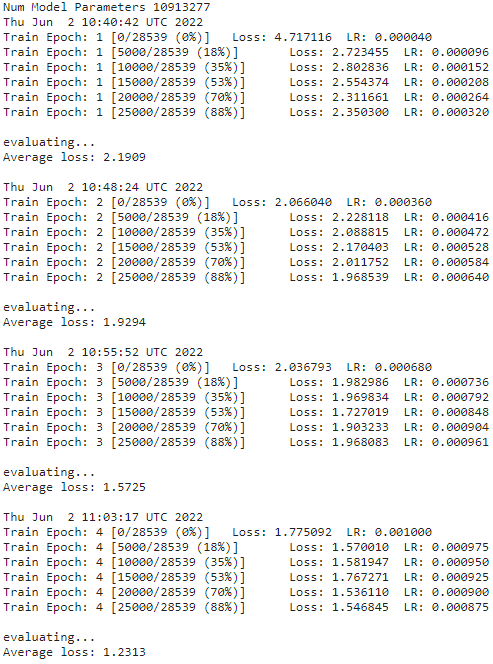 Num Model Parameters 10913277
Thu Jun  2 10:40:42 UTC 2022
Train Epoch: 1 [0/28539 (0%)]   Loss: 4.717116  LR: 0.000040
Train Epoch: 1 [5000/28539 (18%)]       Loss: 2.723455  LR: 0.000096
Train Epoch: 1 [10000/28539 (35%)]      Loss: 2.802836  LR: 0.000152
Train Epoch: 1 [15000/28539 (53%)]      Loss: 2.554374  LR: 0.000208
Train Epoch: 1 [20000/28539 (70%)]      Loss: 2.311661  LR: 0.000264
Train Epoch: 1 [25000/28539 (88%)]      Loss: 2.350300  LR: 0.000320
evaluating...
Average loss: 2.1909
Thu Jun  2 10:48:24 UTC 2022
Train Epoch: 2 [0/28539 (0%)]   Loss: 2.066040  LR: 0.000360
Train Epoch: 2 [5000/28539 (18%)]       Loss: 2.228118  LR: 0.000416
Train Epoch: 2 [10000/28539 (35%)]      Loss: 2.088815  LR: 0.000472
Train Epoch: 2 [15000/28539 (53%)]      Loss: 2.170403  LR: 0.000528
Train Epoch: 2 [20000/28539 (70%)]      Loss: 2.011752  LR: 0.000584
Train Epoch: 2 [25000/28539 (88%)]      Loss: 1.968539  LR: 0.000640
evaluating...
Average loss: 1.9294
Thu Jun  2 10:55:52 UTC 2022
Train Epoch: 3 [0/28539 (0%)]   Loss: 2.036793  LR: 0.000680
Train Epoch: 3 [5000/28539 (18%)]       Loss: 1.982986  LR: 0.000736
Train Epoch: 3 [10000/28539 (35%)]      Loss: 1.969834  LR: 0.000792
Train Epoch: 3 [15000/28539 (53%)]      Loss: 1.727019  LR: 0.000848
Train Epoch: 3 [20000/28539 (70%)]      Loss: 1.903233  LR: 0.000904
Train Epoch: 3 [25000/28539 (88%)]      Loss: 1.968083  LR: 0.000961
evaluating...
Average loss: 1.5725
Thu Jun  2 11:03:17 UTC 2022
Train Epoch: 4 [0/28539 (0%)]   Loss: 1.775092  LR: 0.001000
Train Epoch: 4 [5000/28539 (18%)]       Loss: 1.570010  LR: 0.000975
Train Epoch: 4 [10000/28539 (35%)]      Loss: 1.581947  LR: 0.000950
Train Epoch: 4 [15000/28539 (53%)]      Loss: 1.767271  LR: 0.000925
Train Epoch: 4 [20000/28539 (70%)]      Loss: 1.536110  LR: 0.000900
Train Epoch: 4 [25000/28539 (88%)]      Loss: 1.546845  LR: 0.000875
evaluating...
Average loss: 1.2313